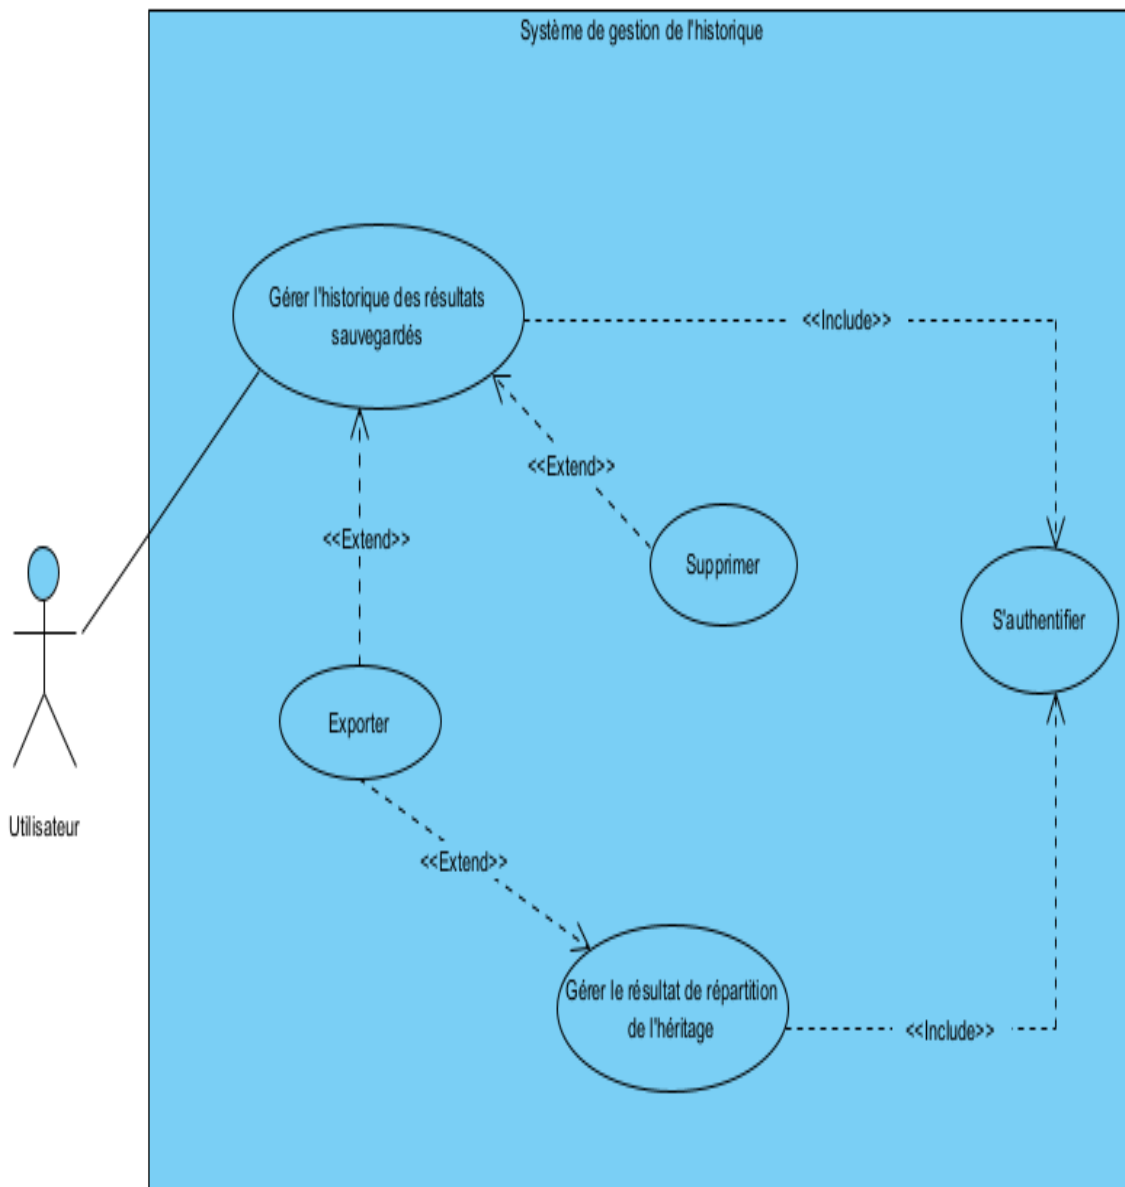 Système de gestion de l'historique
Gérer l'historique des résultats
sauvegardés
<<Include>>
<<Extend>>
<<Extend>>
Supprimer
S'authentifier
Exporter
Utilisateur
<<Extend>>
Gérer le résultat de répartition
de l'héritage
<<Include>>